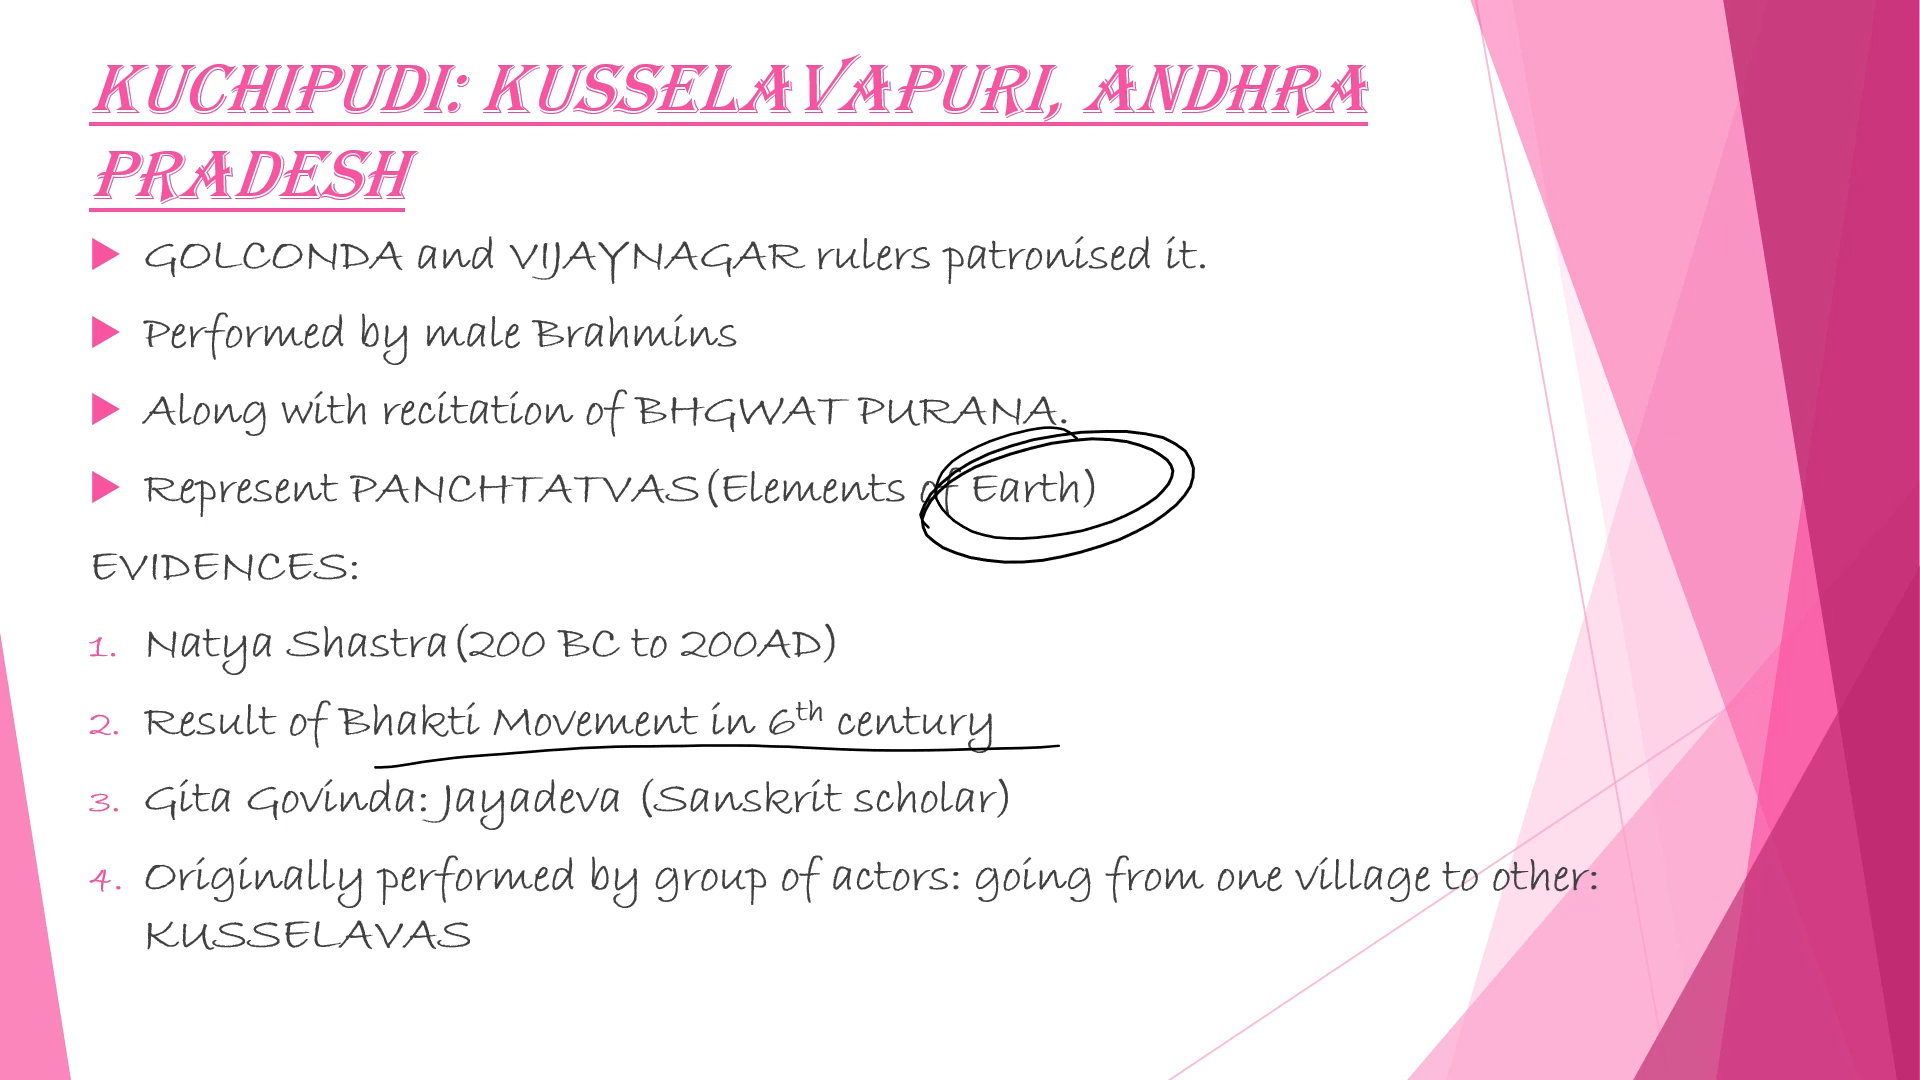 KUCHIPUDI: KUSSELAVAPURI, ANDHRA
PRADESH
GOLCONDA and VIJAYNAGAR rulers patronised it.
Performed by male Brahmins
Along with recitation of BHGWAT PURANA.
Represent PANCHTATVAS(Elements of Earth)
EVIDENCES:
1. Natya Shastra(200 BC to 200AD)
2. Result of Bhakti Movement in 6th century
3. Gita Govinda: Jayadeva (Sanskrit scholar)
4. Originally performed by group of actors: going from one village to other:
KUSSELAVAS